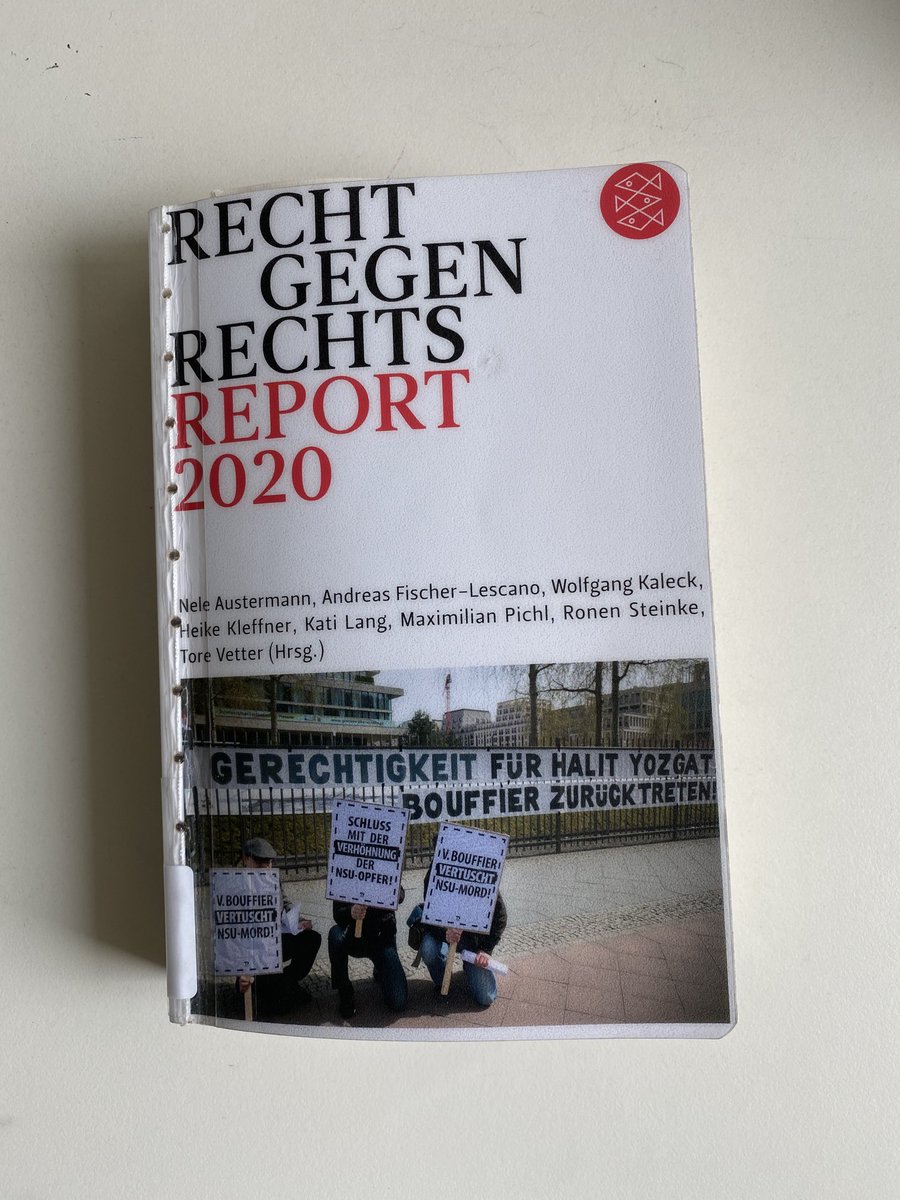 RECHT
GEGEN
RECHTS
REPORT
2020
Nele Austermann, Andreas Fischer–Lescano, Wolfgang Kaleck,
Heike Kleffner, Kati Lang, Maximilian Pichl, Ronen Steinke,
Tore Vetter (Hrsg.)
GERECHTIGKEIT FÜR HALIT YOZGAT
BOUFFIER ZURÜCKTRETEN!
SCHLUSS
MIT DER
VERHÖHNUNG
DER
NSU-OPFER!
V. BOUFFIER
VERTUSCHT
NSU-MORD!
V. BOUFFIER
VERTUSCHT
NSU-MORD!